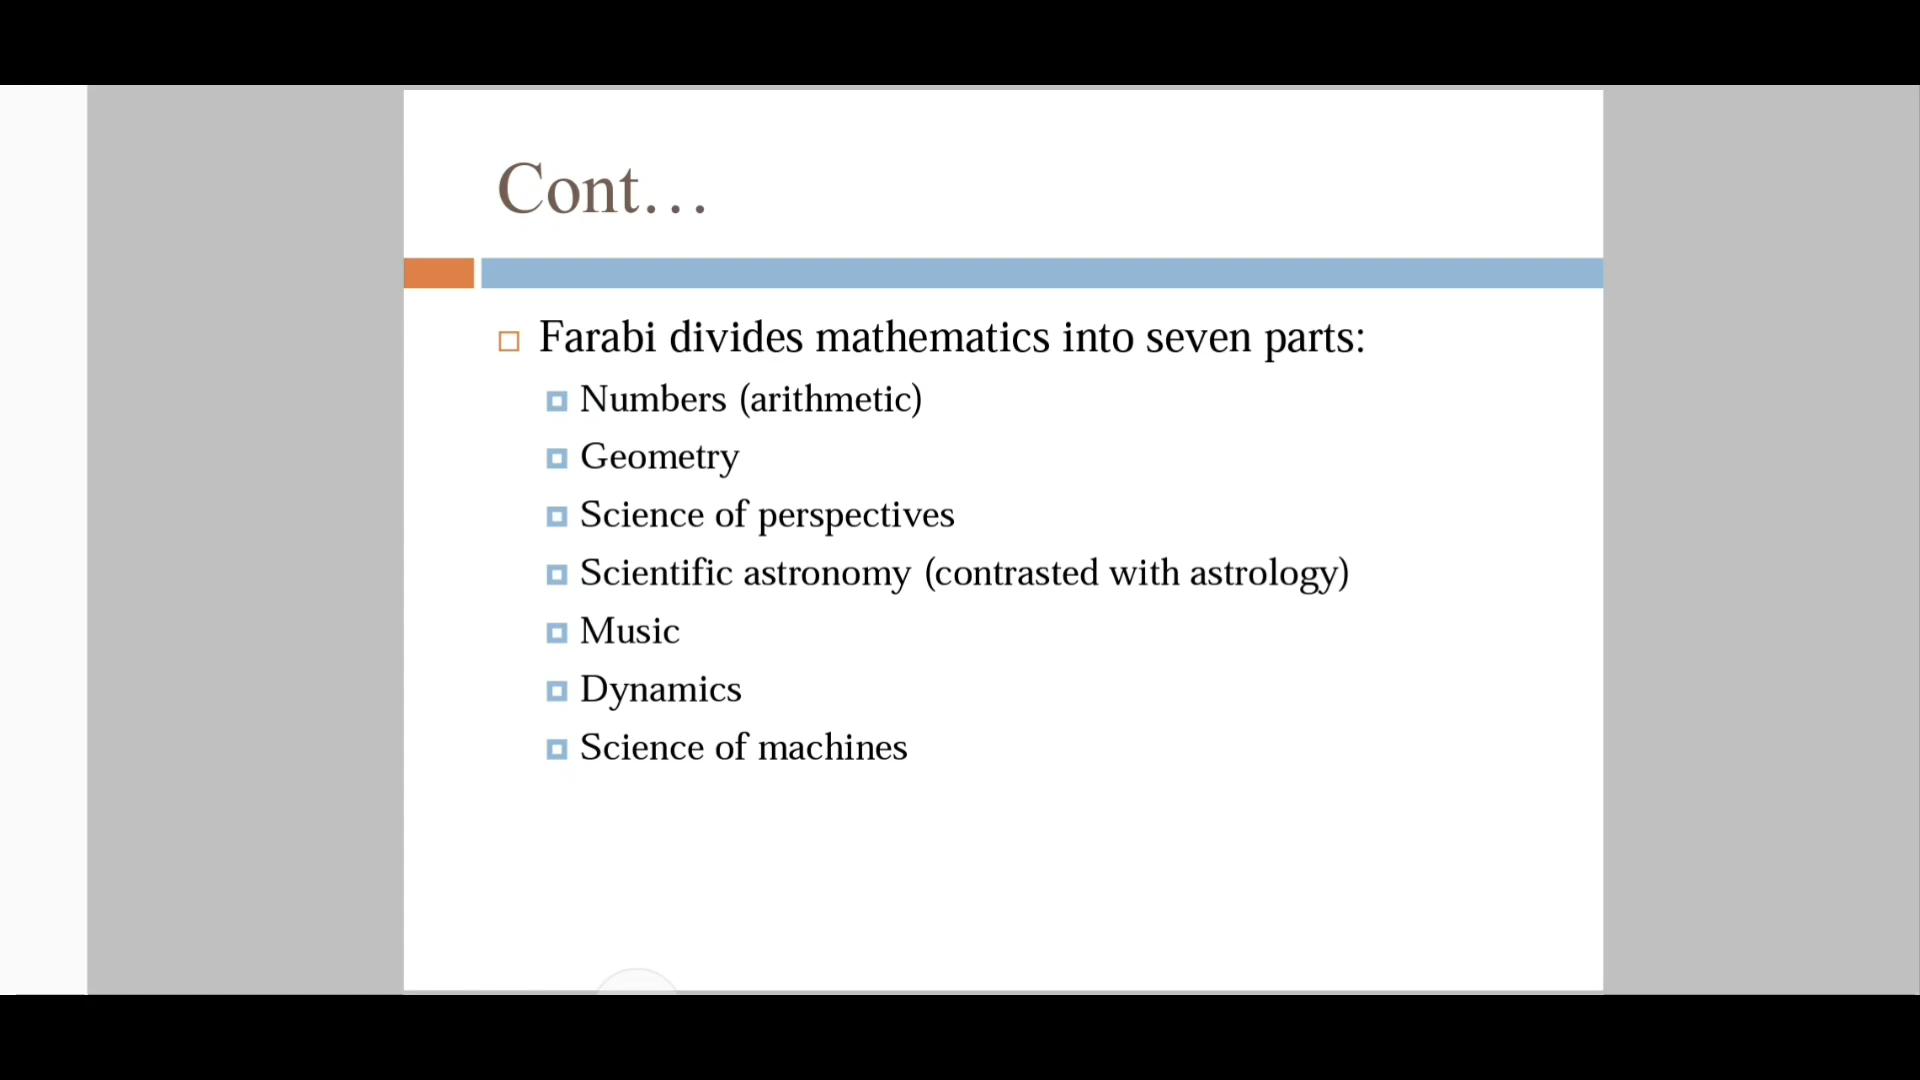 Cont...
Farabi divides mathematics into seven parts:
Numbers (arithmetic)
Geometry
Science of perspectives
Scientific astronomy (contrasted with astrology)
Music
Dynamics
Science of machines